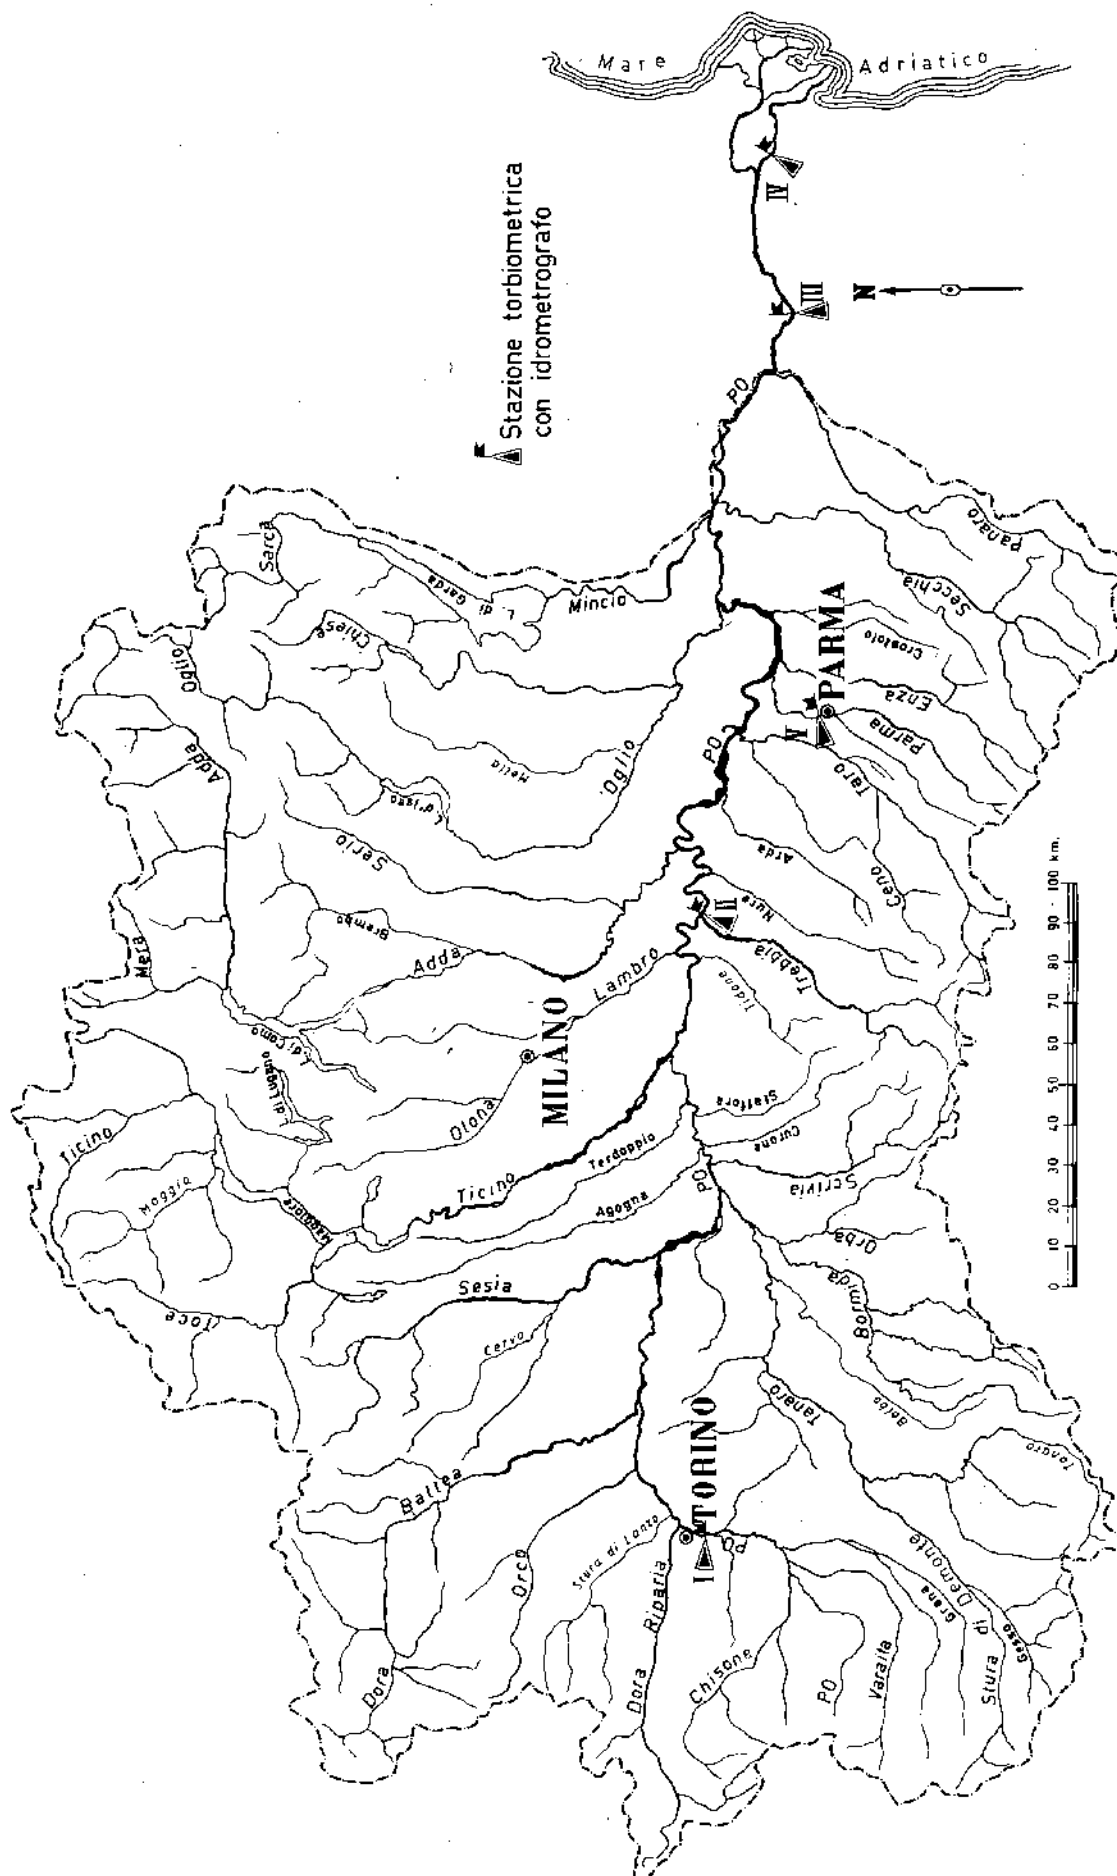 Mare Adriatico
Stazione torbiometrica
con idrometrografo
N
IV
III
PO
Sarca
L. di Garda
Mincio
Chiese
Oglio
Adda
Mella
L. d'Iseo
Oglio
Serio
Brembo
Adda
Mera
L. di Como
di Lugano
Lambro
MILANO
Olona
Ticino
Maggia
Maggiore
Ticino
Terdoppio
Agogna
Toce
Sesia
Cervo
Baltea
Dora
Orco
Stura di Lanzo
Riparia
Dora
Chisone
TORINO
I
PO
PO
Varaita
Grana
Stura di Demonte
Gesso
Tanaro
Tanaro
Belbo
Bormida
Orba
Scrivia
Curone
Staffora
PO
Tidone
Trebbia
II
Nure
Arda
Ceno
Taro
PO
V
PARMA
Parma
Enza
Crostolo
Secchia
Panaro
0 10 20 30 40 50 60 70 80 90 100 km.